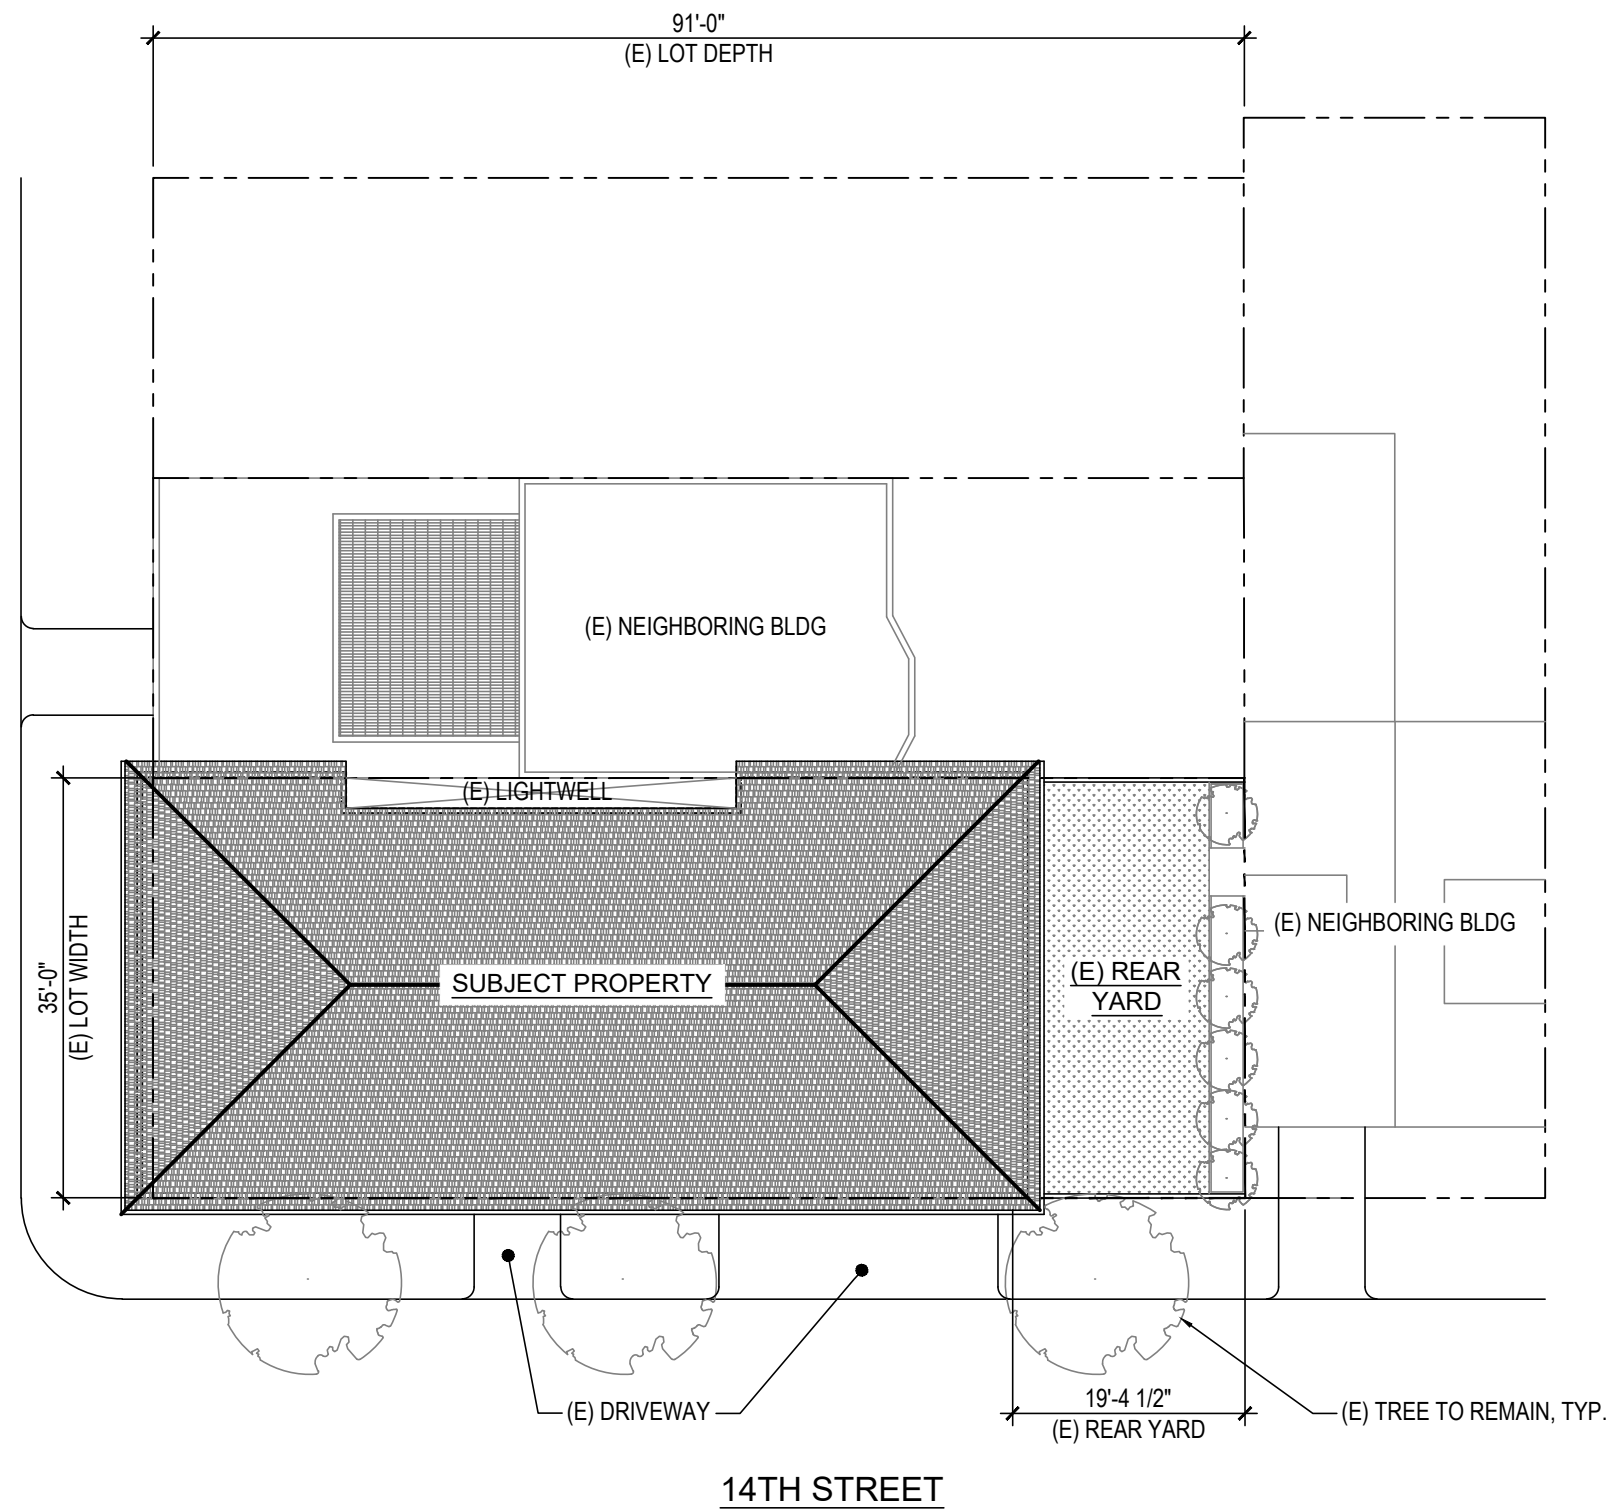 91'-0"
(E) LOT DEPTH
(E) NEIGHBORING BLDG
(E) LIGHTWELL
35'-0"
(E) LOT WIDTH
SUBJECT PROPERTY
(E) REAR
YARD
(E) NEIGHBORING BLDG
(E) DRIVEWAY
19'-4 1/2"
(E) REAR YARD
(E) TREE TO REMAIN, TYP.
14TH STREET